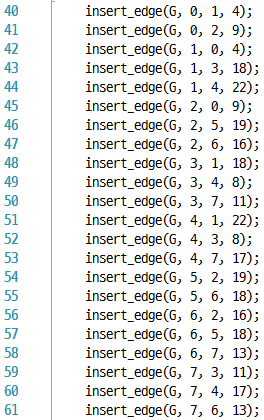 40 insert_edge(G, 0, 1, 4);
41 insert_edge(G, 0, 2, 9);
42 insert_edge(G, 1, 0, 4);
43 insert_edge(G, 1, 3, 18);
44 insert_edge(G, 1, 4, 22);
45 insert_edge(G, 2, 0, 9);
46 insert_edge(G, 2, 5, 19);
47 insert_edge(G, 2, 6, 16);
48 insert_edge(G, 3, 1, 18);
49 insert_edge(G, 3, 4, 8);
50 insert_edge(G, 3, 7, 11);
51 insert_edge(G, 4, 1, 22);
52 insert_edge(G, 4, 3, 8);
53 insert_edge(G, 4, 7, 17);
54 insert_edge(G, 5, 2, 19);
55 insert_edge(G, 5, 6, 18);
56 insert_edge(G, 6, 2, 16);
57 insert_edge(G, 6, 5, 18);
58 insert_edge(G, 6, 7, 13);
59 insert_edge(G, 7, 3, 11);
60 insert_edge(G, 7, 4, 17);
61 insert_edge(G, 7, 6, 13);